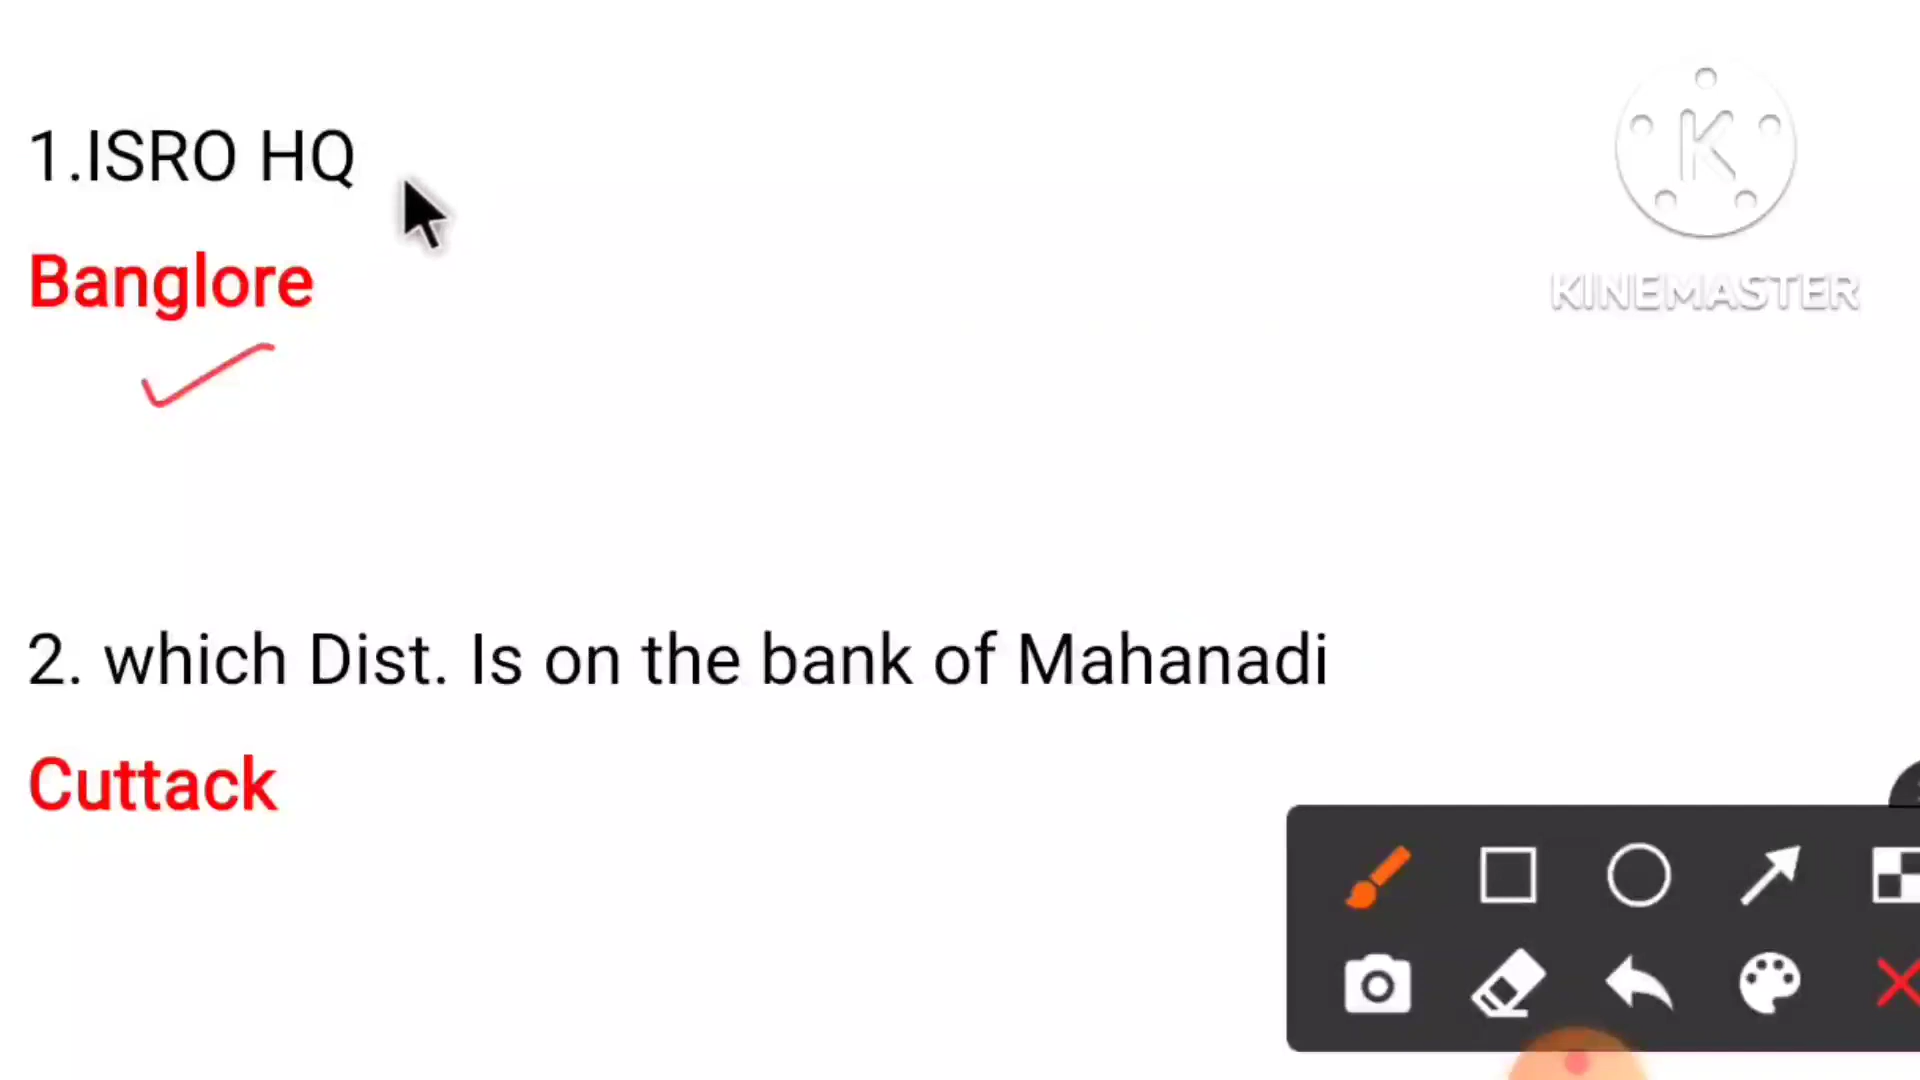 1.ISRO HQ
KINEMASTER
Banglore
2. which Dist. Is on the bank of Mahanadi
Cuttack